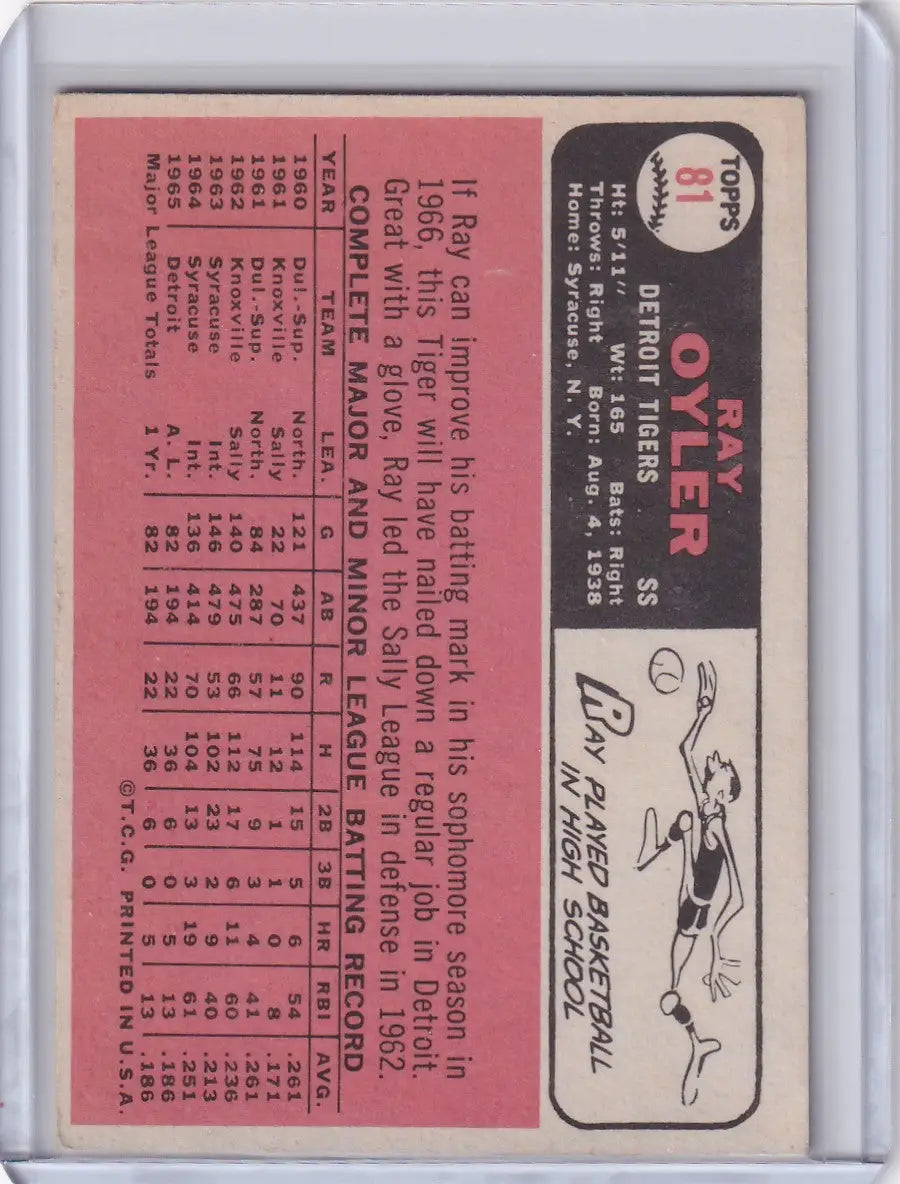 TOPPS
81
RAY
OYLER
DETROIT TIGERS SS
Ht: 5/11" Wt: 165 Bats: Right
Throws: Right Born: Aug. 4, 1938
Home: Syracuse, N. Y.
RAY PLAYED BASKETBALL
IN HIGH SCHOOL
If Ray can improve his batting mark in his sophomore season in
1966, this Tiger will have nailed down a regular job in Detroit.
Great with a glove, Ray led the Sally League in defense in 1962.
COMPLETE MAJOR AND MINOR LEAGUE BATTING RECORD
YEAR TEAM LEA. G AB R H 2B 3B HR RBI AVG.
1960 Dul.-Sup. North. 121 437 90 114 15 5 6 54 .261
1961 Knoxville Sally 22 70 11 12 1 1 0 8 .171
1961 Dul.-Sup. North. 84 287 57 75 9 3 4 41 .261
1962 Knoxville Sally 140 475 66 112 17 6 11 60 .236
1963 Syracuse Int. 146 479 53 102 23 2 9 40 .213
1964 Syracuse Int. 136 414 70 104 13 3 19 61 .251
1965 Detroit A. L. 82 194 22 36 6 0 5 13 .186
Major League Totals 1 Yr. 82 194 22 36 6 0 5 13 .186
©T.C.G. PRINTED IN U.S.A.